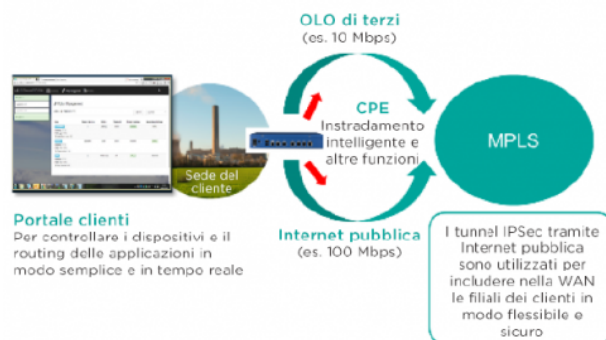 OLO di terzi
(es. 10 Mbps)
CPE
Instradamento
intelligente e
altre funzioni
MPLS
Sede del
cliente
Portale clienti
Per controllare i dispositivi e il
routing delle applicazioni in
modo semplice e in tempo reale
Internet pubblica
(es. 100 Mbps)
I tunnel IPSec tramite
Internet pubblica
sono utilizzati per
includere nella WAN
le filiali dei clienti in
modo flessibile e
sicuro